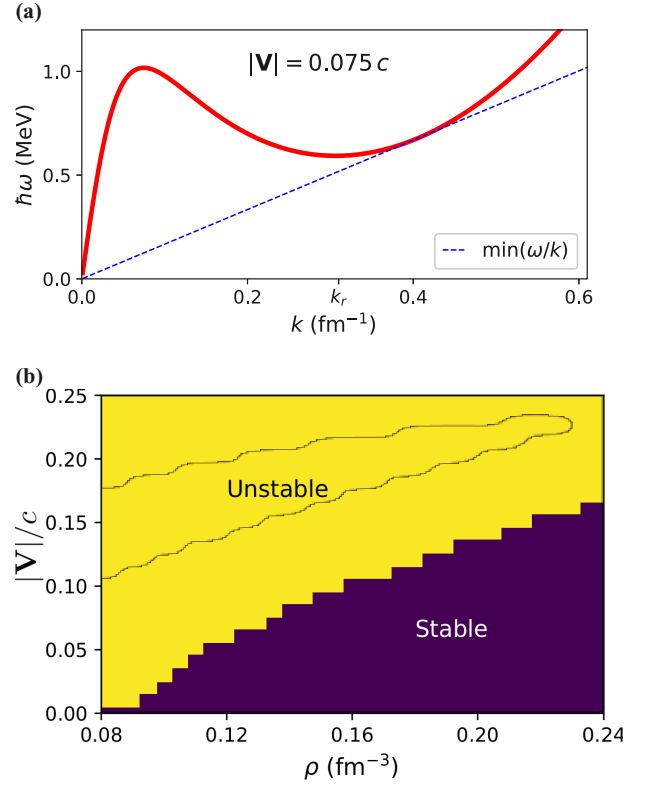 (a)
|V| = 0.075 c
1.0
0.5
0.0
ħω (MeV)
min(ω/k)
0.0 0.2 kᵣ 0.4 0.6
k (fm⁻¹)
(b)
0.25
0.20
0.15
0.10
0.05
0.00
|V|/c
Unstable
Stable
0.08 0.12 0.16 0.20 0.24
ρ (fm⁻³)